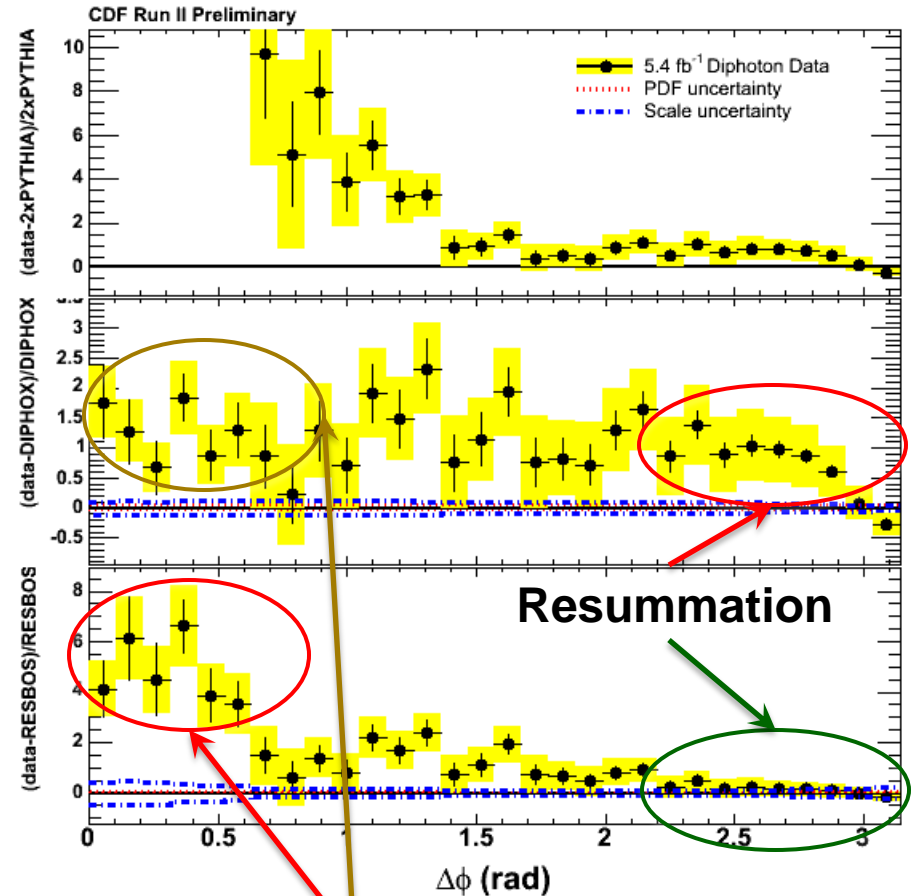 CDF Run II Preliminary
(data-2xPYTHIA)/2xPYTHIA
10
8
6
4
2
0
5.4 fb⁻¹ Diphoton Data
PDF uncertainty
Scale uncertainty
(data-DIPHOX)/DIPHOX
3
2.5
2
1.5
1
0.5
0
-0.5
(data-RESBOS)/RESBOS
8
6
4
2
0
Resummation
0 0.5 1 1.5 2 2.5 3
Δϕ (rad)